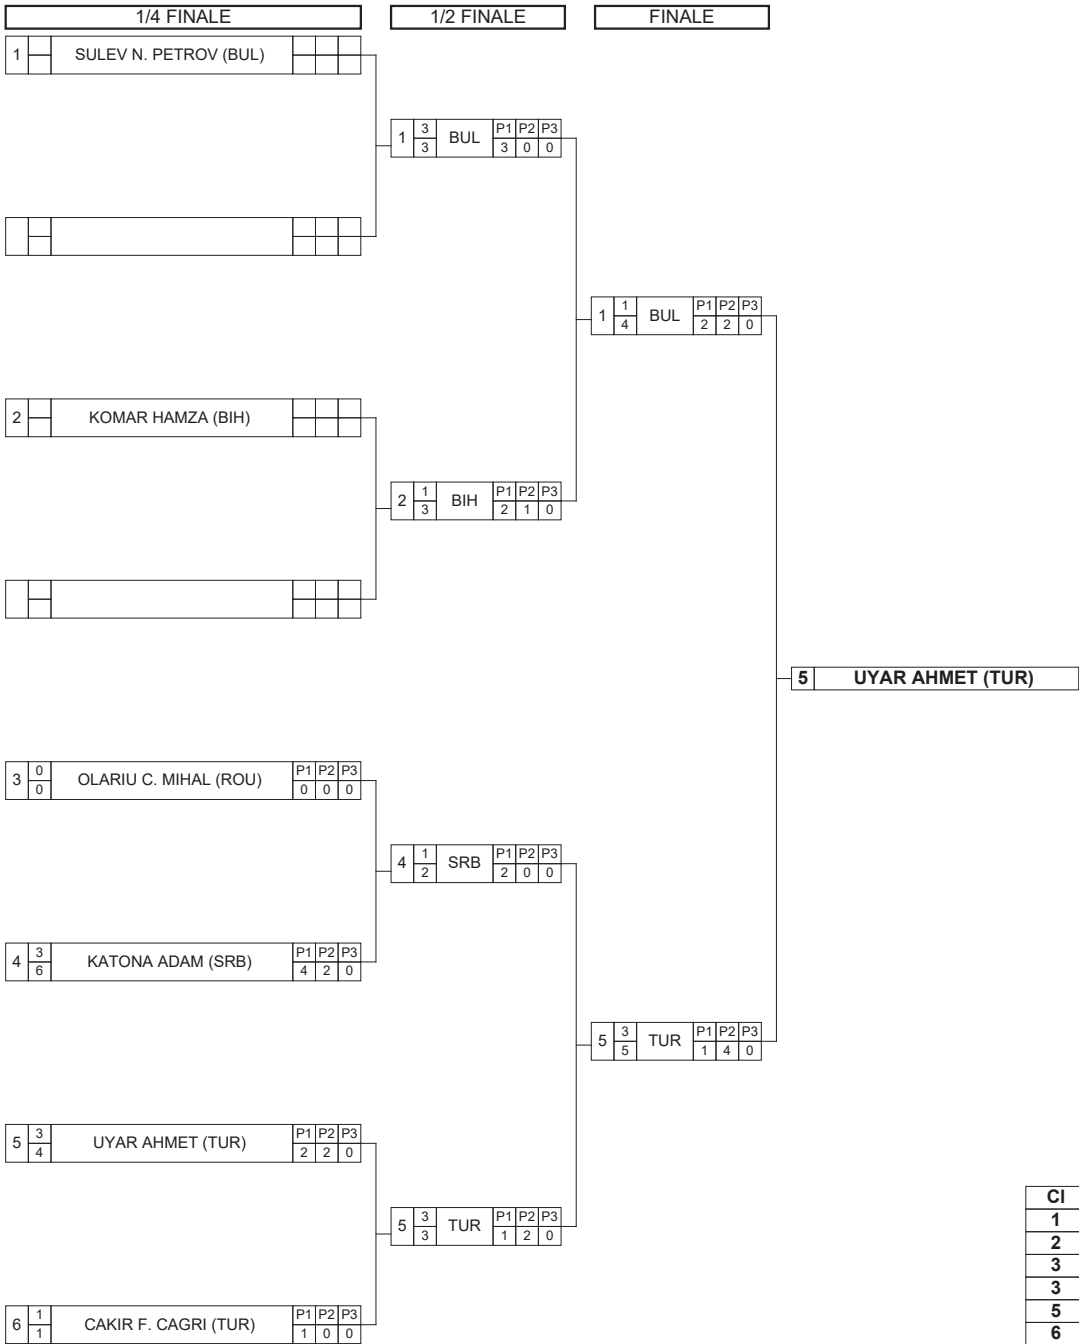 1/4 FINALE 1/2 FINALE FINALE
1 SULEV N. PETROV (BUL)
1 3 3 BUL P1 P2 P3 3 0 0
1 1 4 BUL P1 P2 P3 2 2 0
2 KOMAR HAMZA (BIH)
2 1 3 BIH P1 P2 P3 2 1 0
5 UYAR AHMET (TUR)
3 0 0 OLARIU C. MIHAL (ROU) P1 P2 P3 0 0 0
4 1 2 SRB P1 P2 P3 2 0 0
4 3 6 KATONA ADAM (SRB) P1 P2 P3 4 2 0
5 3 5 TUR P1 P2 P3 1 4 0
5 3 4 UYAR AHMET (TUR) P1 P2 P3 2 2 0
5 3 3 TUR P1 P2 P3 1 2 0
6 1 1 CAKIR F. CAGRI (TUR) P1 P2 P3 1 0 0
Cl
1
2
3
3
5
6